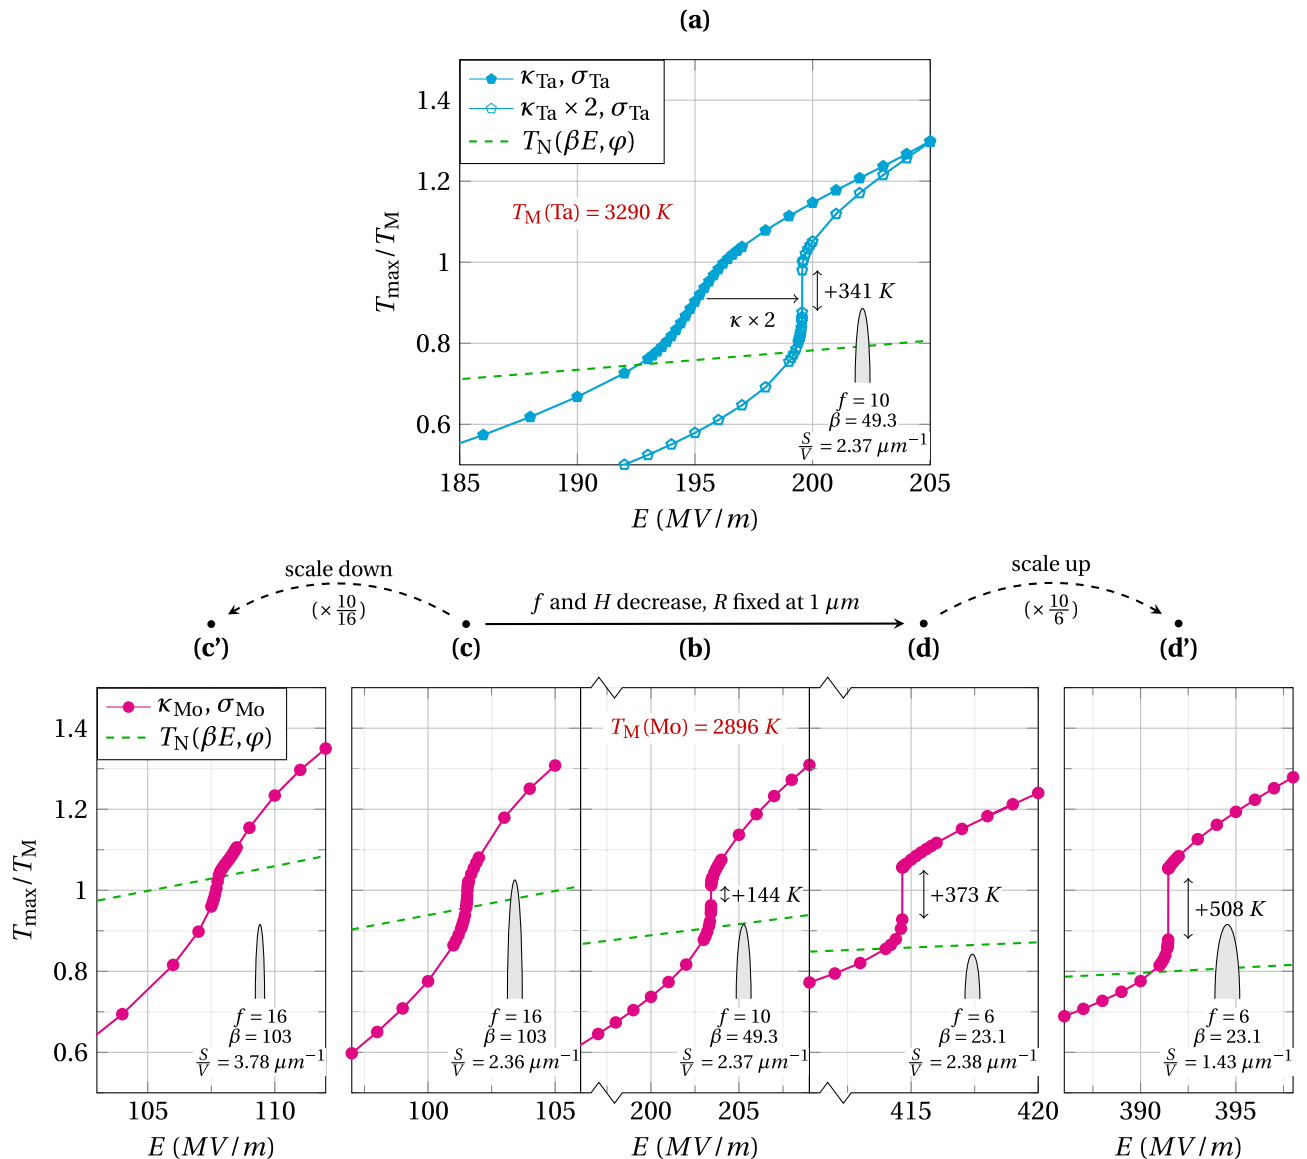 (a)
κTa, σTa
κTa × 2, σTa
TN(βE, φ)
TM(Ta) = 3290 K
+341 K
κ × 2
f = 10
β = 49.3
S/V = 2.37 μm−1
1.4
1.2
1
0.8
0.6
Tmax/TM
185 190 195 200 205
E (MV/m)
scale down
(× 10/16)
f and H decrease, R fixed at 1 μm
scale up
(× 10/6)
(c’) (c) (b) (d) (d’)
κMo, σMo
TN(βE, φ)
TM(Mo) = 2896 K
1.4
1.2
1
0.8
0.6
Tmax/TM
+144 K
+373 K
+508 K
f = 16
β = 103
S/V = 3.78 μm−1
f = 16
β = 103
S/V = 2.36 μm−1
f = 10
β = 49.3
S/V = 2.37 μm−1
f = 6
β = 23.1
S/V = 2.38 μm−1
f = 6
β = 23.1
S/V = 1.43 μm−1
105 110 100 105 200 205 415 420 390 395
E (MV/m) E (MV/m) E (MV/m) E (MV/m) E (MV/m)